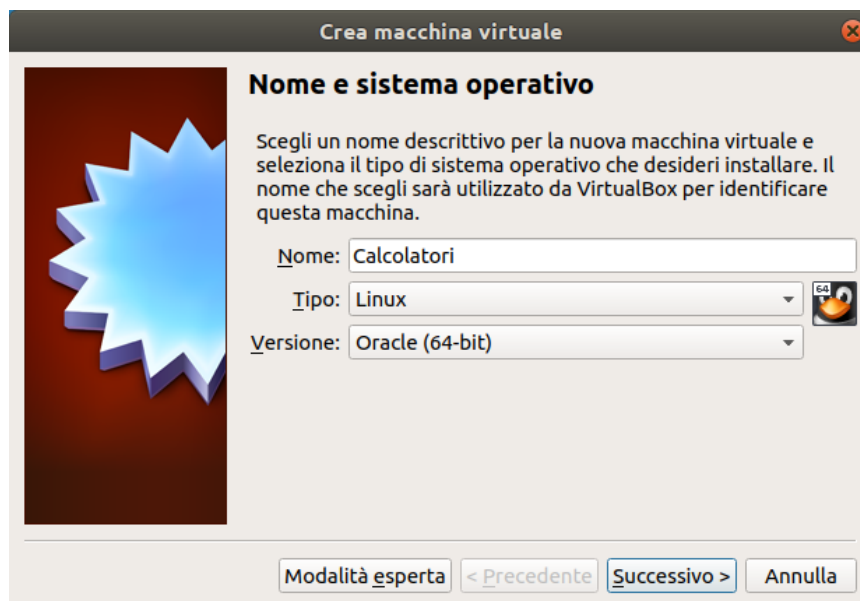 Crea macchina virtuale
Nome e sistema operativo
Scegli un nome descrittivo per la nuova macchina virtuale e
seleziona il tipo di sistema operativo che desideri installare. Il
nome che scegli sarà utilizzato da VirtualBox per identificare
questa macchina.
Nome: Calcolatori
Tipo: Linux
64
Versione: Oracle (64-bit)
Modalità esperta < Precedente Successivo > Annulla